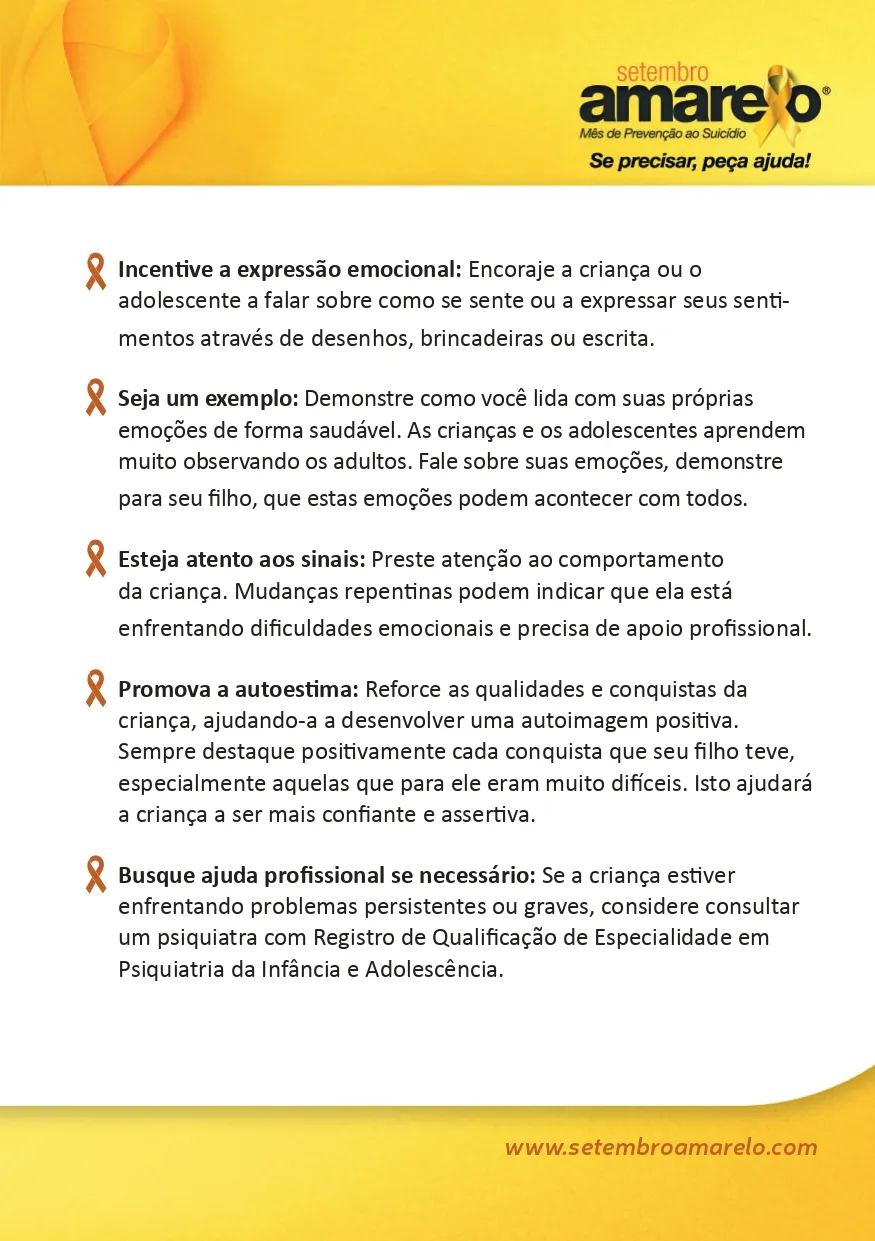 setembro
amarelo®
Mês de Prevenção ao Suicídio
Se precisar, peça ajuda!
Incentive a expressão emocional: Encoraje a criança ou o
adolescente a falar sobre como se sente ou a expressar seus senti-
mentos através de desenhos, brincadeiras ou escrita.
Seja um exemplo: Demonstre como você lida com suas próprias
emoções de forma saudável. As crianças e os adolescentes aprendem
muito observando os adultos. Fale sobre suas emoções, demonstre
para seu filho, que estas emoções podem acontecer com todos.
Esteja atento aos sinais: Preste atenção ao comportamento
da criança. Mudanças repentinas podem indicar que ela está
enfrentando dificuldades emocionais e precisa de apoio profissional.
Promova a autoestima: Reforce as qualidades e conquistas da
criança, ajudando-a a desenvolver uma autoimagem positiva.
Sempre destaque positivamente cada conquista que seu filho teve,
especialmente aquelas que para ele eram muito difíceis. Isto ajudará
a criança a ser mais confiante e assertiva.
Busque ajuda profissional se necessário: Se a criança estiver
enfrentando problemas persistentes ou graves, considere consultar
um psiquiatra com Registro de Qualificação de Especialidade em
Psiquiatria da Infância e Adolescência.
www.setembroamarelo.com